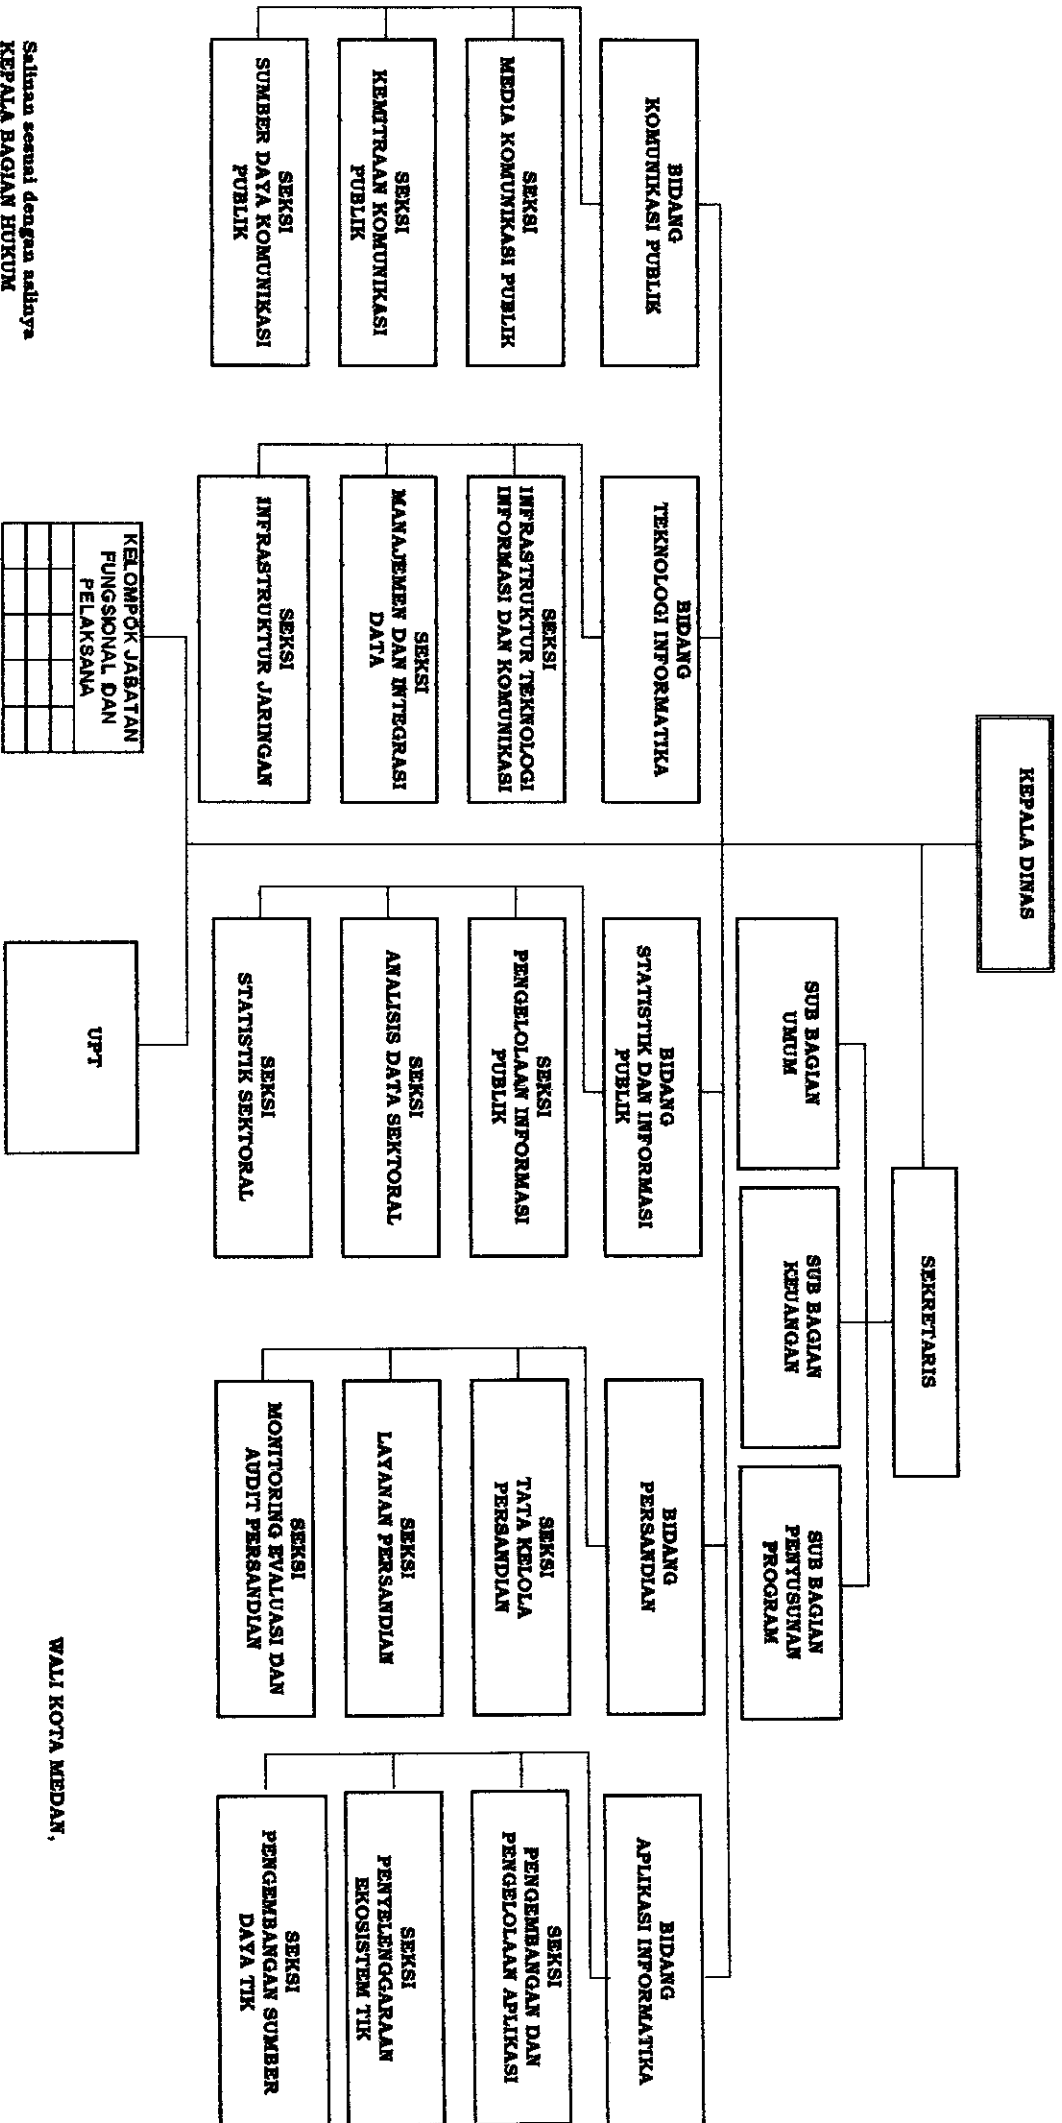 KEPALA DINAS
SEKRETARIS
SUB BAGIAN
UMUM
SUB BAGIAN
KEUANGAN
SUB BAGIAN
PENYUSUNAN
PROGRAM
BIDANG
KOMUNIKASI PUBLIK
SEKSI
MEDIA KOMUNIKASI PUBLIK
SEKSI
KEMITRAAN KOMUNIKASI
PUBLIK
SEKSI
SUMBER DAYA KOMUNIKASI
PUBLIK
BIDANG
TEKNOLOGI INFORMATIKA
SEKSI
INFRASTRUKTUR TEKNOLOGI
INFORMASI DAN KOMUNIKASI
SEKSI
MANAJEMEN DAN INTEGRASI
DATA
SEKSI
INFRASTRUKTUR JARINGAN
BIDANG
STATISTIK DAN INFORMASI
PUBLIK
SEKSI
PENGELOLAAN INFORMASI
PUBLIK
SEKSI
ANALISIS DATA SEKTORAL
SEKSI
STATISTIK SEKTORAL
BIDANG
PERSANDIAN
SEKSI
TATA KELOLA
PERSANDIAN
SEKSI
LAYANAN PERSANDIAN
SEKSI
MONITORING EVALUASI DAN
AUDIT PERSANDIAN
BIDANG
APLIKASI INFORMATIKA
SEKSI
PENGEMBANGAN DAN
PENGELOLAAN APLIKASI
SEKSI
PENYELENGGARAAN
EKOSISTEM TIK
SEKSI
PENGEMBANGAN SUMBER
DAYA TIK
KELOMPOK JABATAN
FUNGSIONAL DAN
PELAKSANA
UPT
WALI KOTA MEDAN,
Salinan sesuai dengan aslinya
KEPALA BAGIAN HUKUM